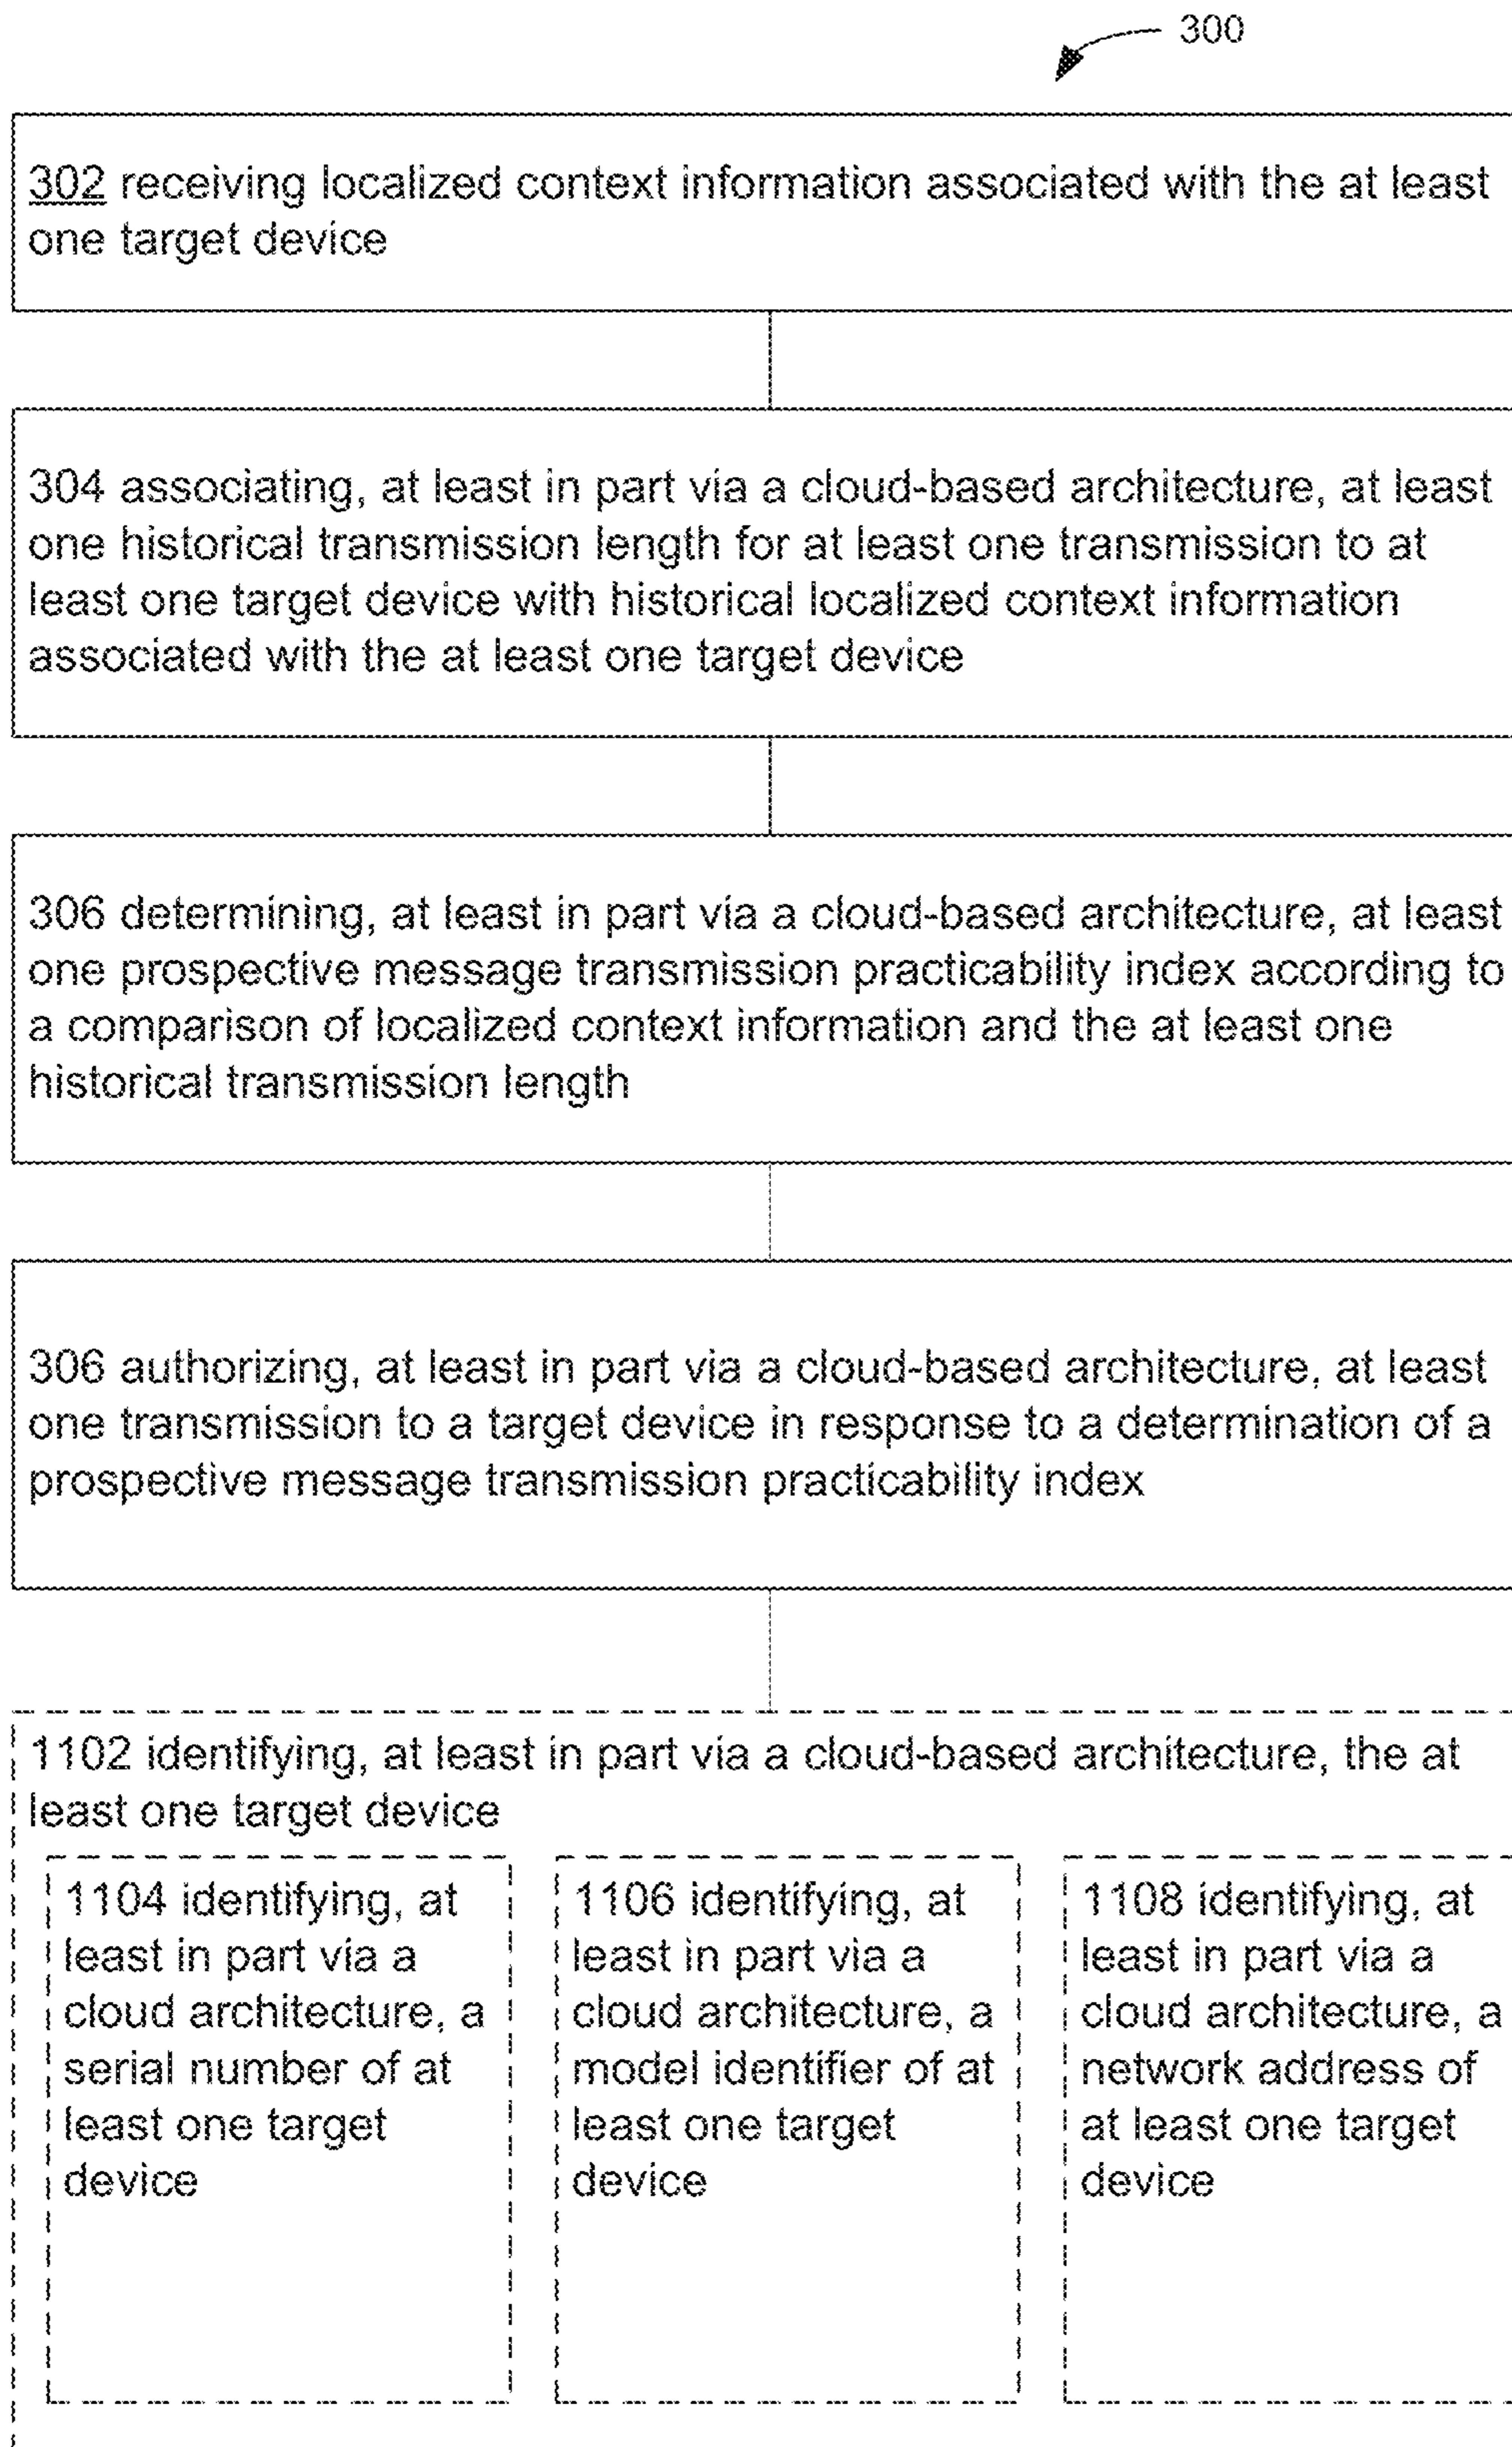 300
302 receiving localized context information associated with the at least
one target device
304 associating, at least in part via a cloud-based architecture, at least
one historical transmission length for at least one transmission to at
least one target device with historical localized context information
associated with the at least one target device
306 determining, at least in part via a cloud-based architecture, at least
one prospective message transmission practicability index according to
a comparison of localized context information and the at least one
historical transmission length
306 authorizing, at least in part via a cloud-based architecture, at least
one transmission to a target device in response to a determination of a
prospective message transmission practicability index
1102 identifying, at least in part via a cloud-based architecture, the at
least one target device
1104 identifying, at
least in part via a
cloud architecture, a
serial number of at
least one target
device
1106 identifying, at
least in part via a
cloud architecture, a
model identifier of at
least one target
device
1108 identifying, at
least in part via a
cloud architecture, a
network address of
at least one target
device